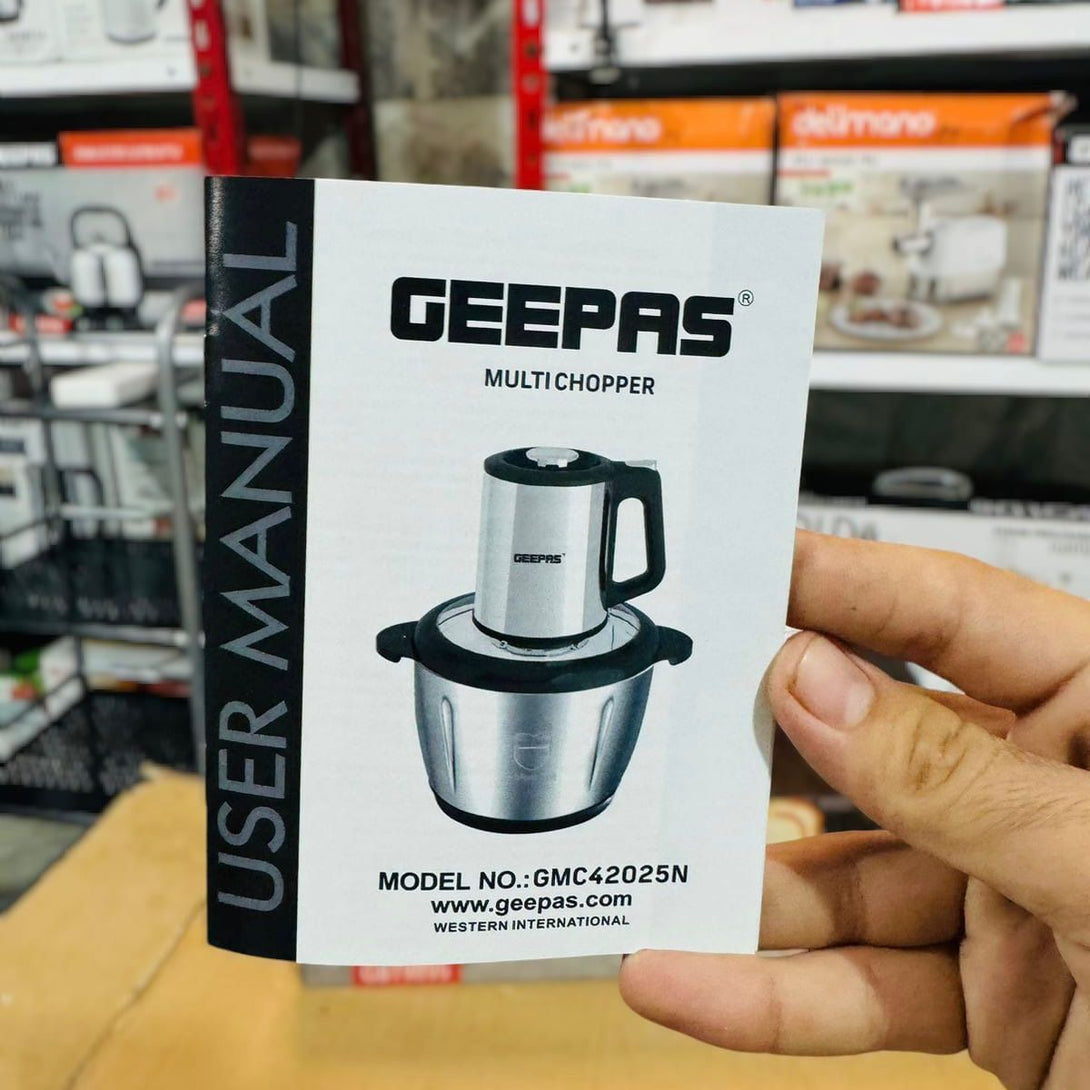 delimano
delimano
USER MANUAL
GEEPAS®
MULTI CHOPPER
GEEPAS
MODEL NO.:GMC42025N
www.geepas.com
WESTERN INTERNATIONAL